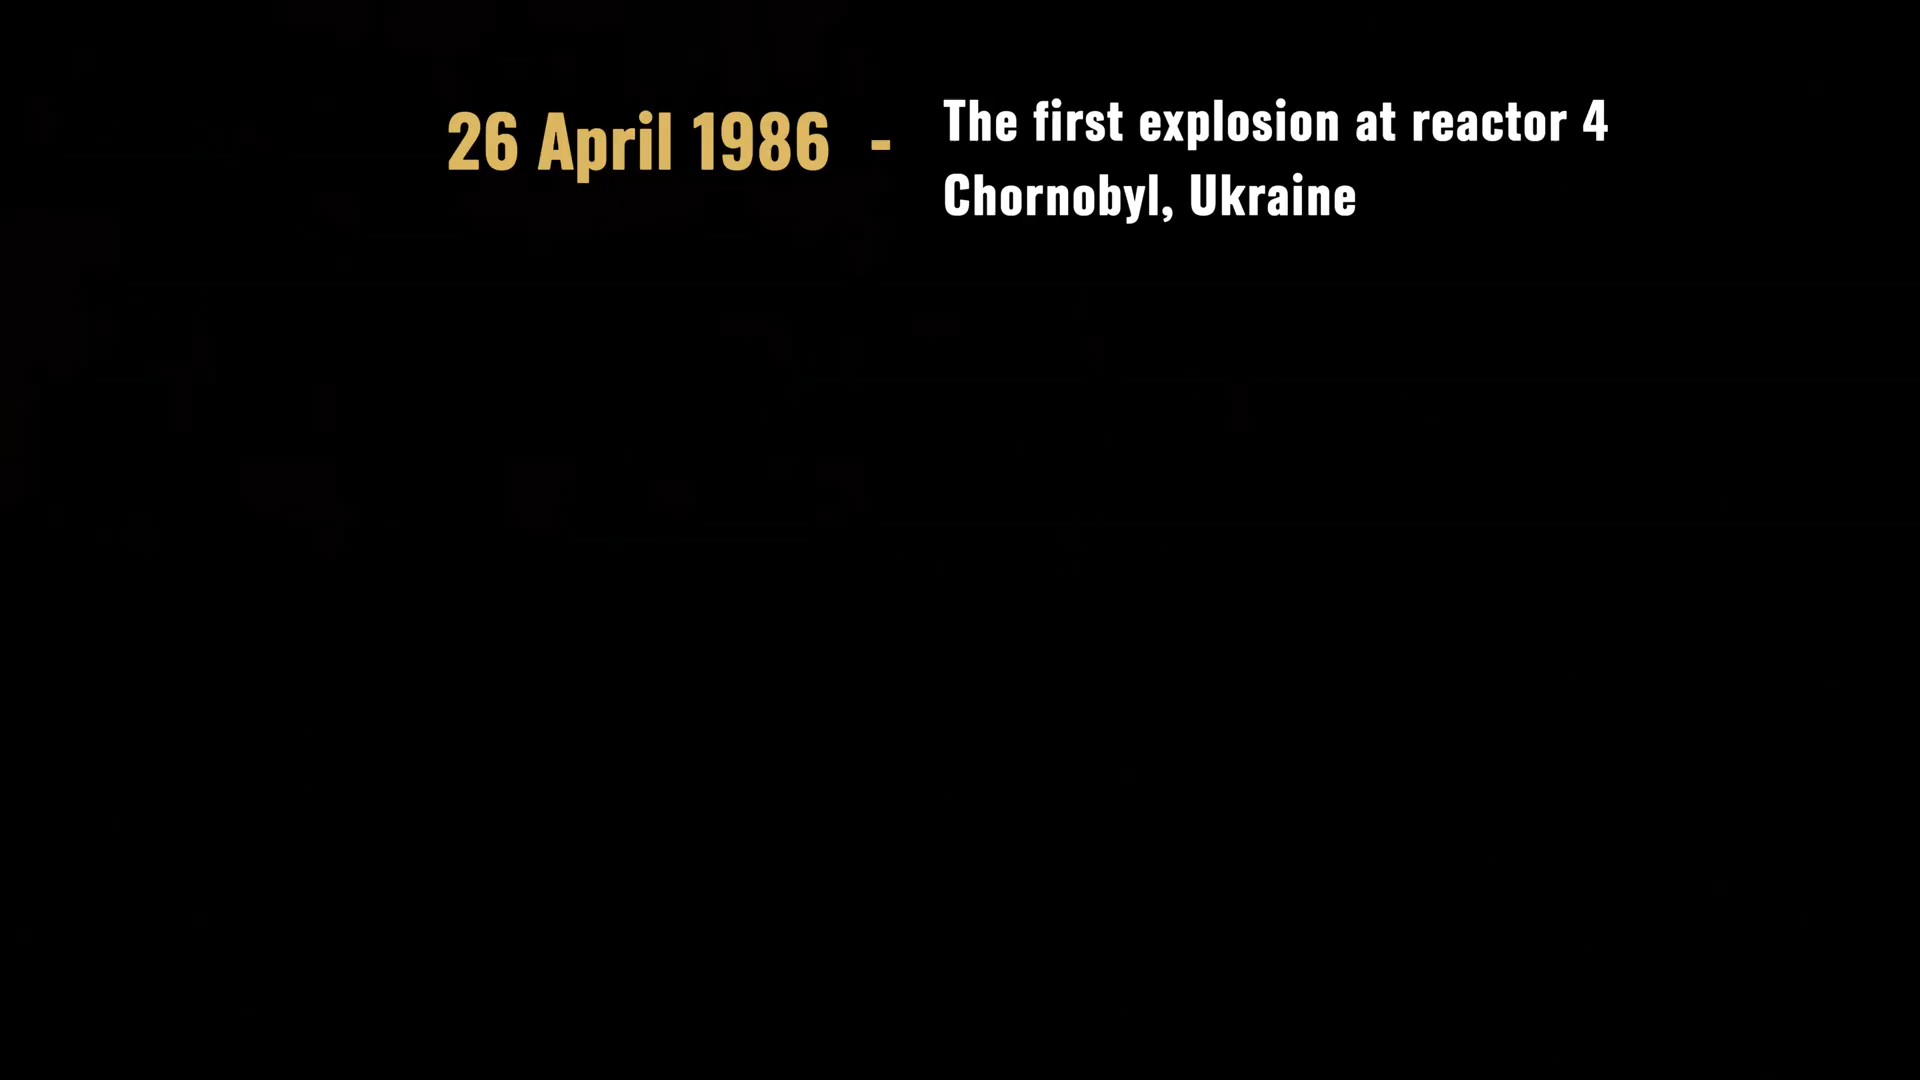 26 April 1986 - The first explosion at reactor 4
Chornobyl, Ukraine